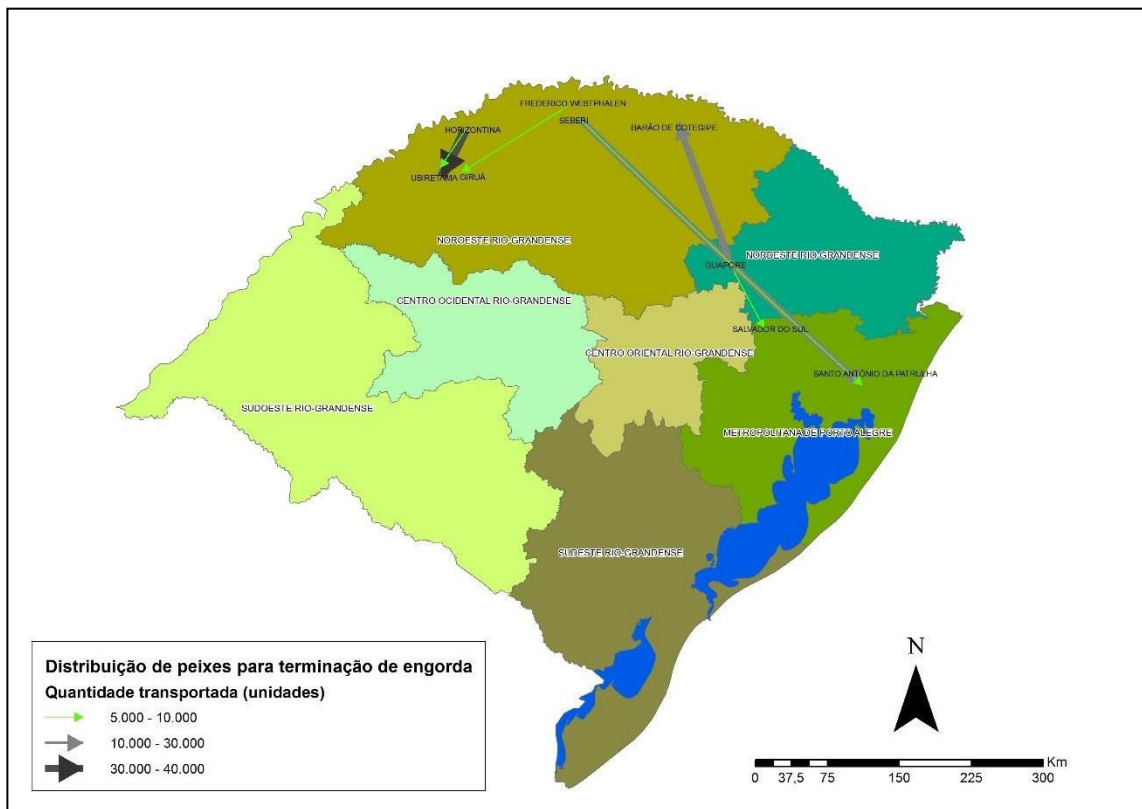 FREDERICO WESTPHALEN
SEBERI
BARÃO DE COTEGIPE
HORIZONTINA
UBIRETAMA GIRUÁ
NOROESTE RIO-GRANDENSE
NOROESTE RIO-GRANDENSE
GUAPORÉ
CENTRO OCIDENTAL RIO-GRANDENSE
SALVADOR DO SUL
CENTRO ORIENTAL RIO-GRANDENSE
SANTO ANTÔNIO DA PATRULHA
SUDOESTE RIO-GRANDENSE
METROPOLITANA DE PORTO ALEGRE
SUDESTE RIO-GRANDENSE
Distribuição de peixes para terminação de engorda
Quantidade transportada (unidades)
5.000 - 10.000
10.000 - 30.000
30.000 - 40.000
N
Km
0 37,5 75 150 225 300